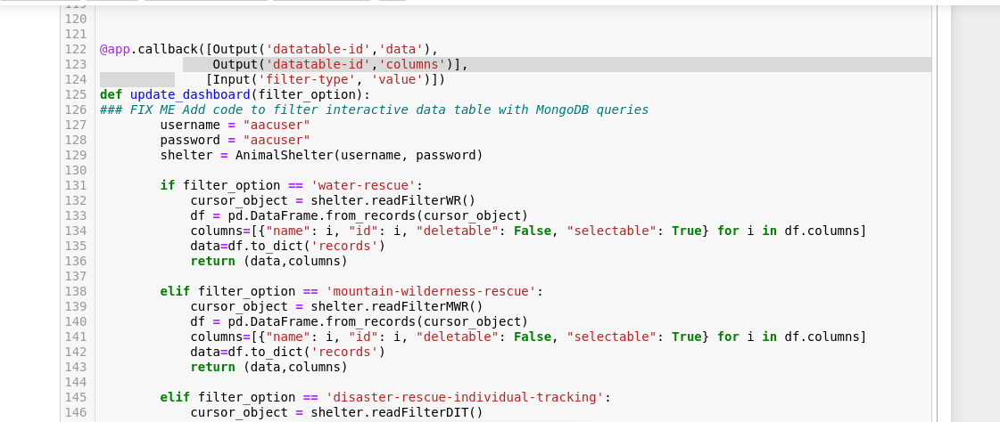 119
120
121
122 @app.callback([Output('datatable-id','data'),
123                Output('datatable-id','columns')],
124               [Input('filter-type', 'value')])
125 def update_dashboard(filter_option):
126 ### FIX ME Add code to filter interactive data table with MongoDB queries
127         username = "aacuser"
128         password = "aacuser"
129         shelter = AnimalShelter(username, password)
130
131         if filter_option == 'water-rescue':
132             cursor_object = shelter.readFilterWR()
133             df = pd.DataFrame.from_records(cursor_object)
134             columns=[{"name": i, "id": i, "deletable": False, "selectable": True} for i in df.columns]
135             data=df.to_dict('records')
136             return (data,columns)
137
138         elif filter_option == 'mountain-wilderness-rescue':
139             cursor_object = shelter.readFilterMWR()
140             df = pd.DataFrame.from_records(cursor_object)
141             columns=[{"name": i, "id": i, "deletable": False, "selectable": True} for i in df.columns]
142             data=df.to_dict('records')
143             return (data,columns)
144
145         elif filter_option == 'disaster-rescue-individual-tracking':
146             cursor_object = shelter.readFilterDIT()